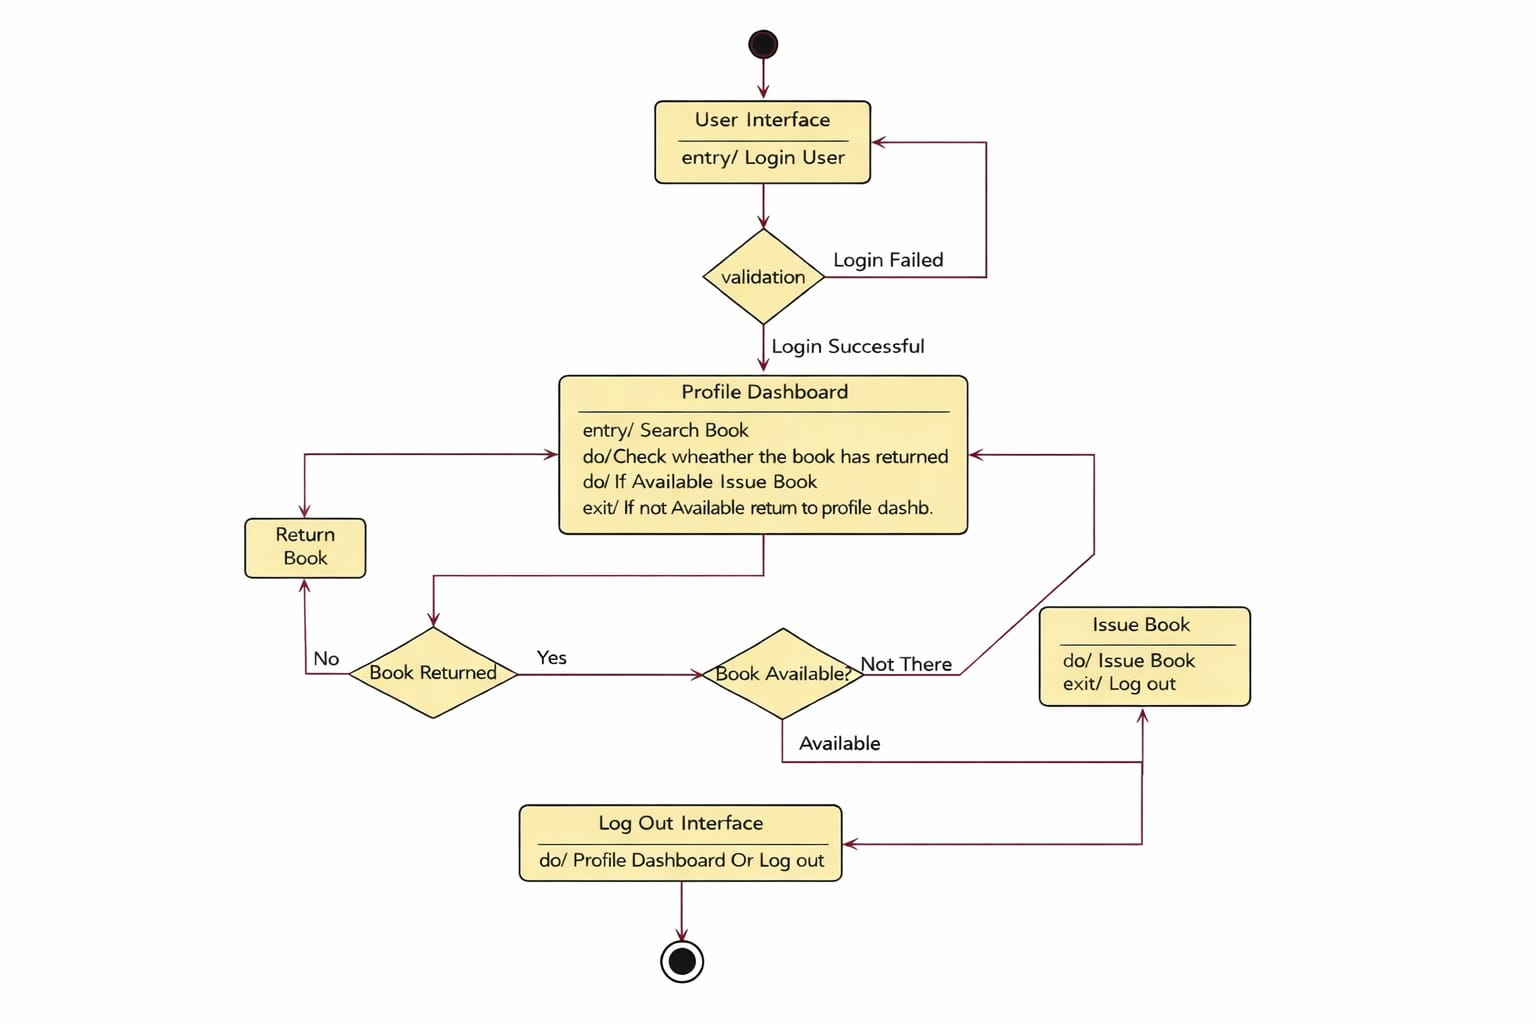 User Interface
entry/ Login User
validation
Login Failed
Login Successful
Profile Dashboard
entry/ Search Book
do/Check wheather the book has returned
do/ If Available Issue Book
exit/ If not Available return to profile dashb.
Return
Book
Book Returned
No
Yes
Book Available?
Not There
Available
Issue Book
do/ Issue Book
exit/ Log out
Log Out Interface
do/ Profile Dashboard Or Log out